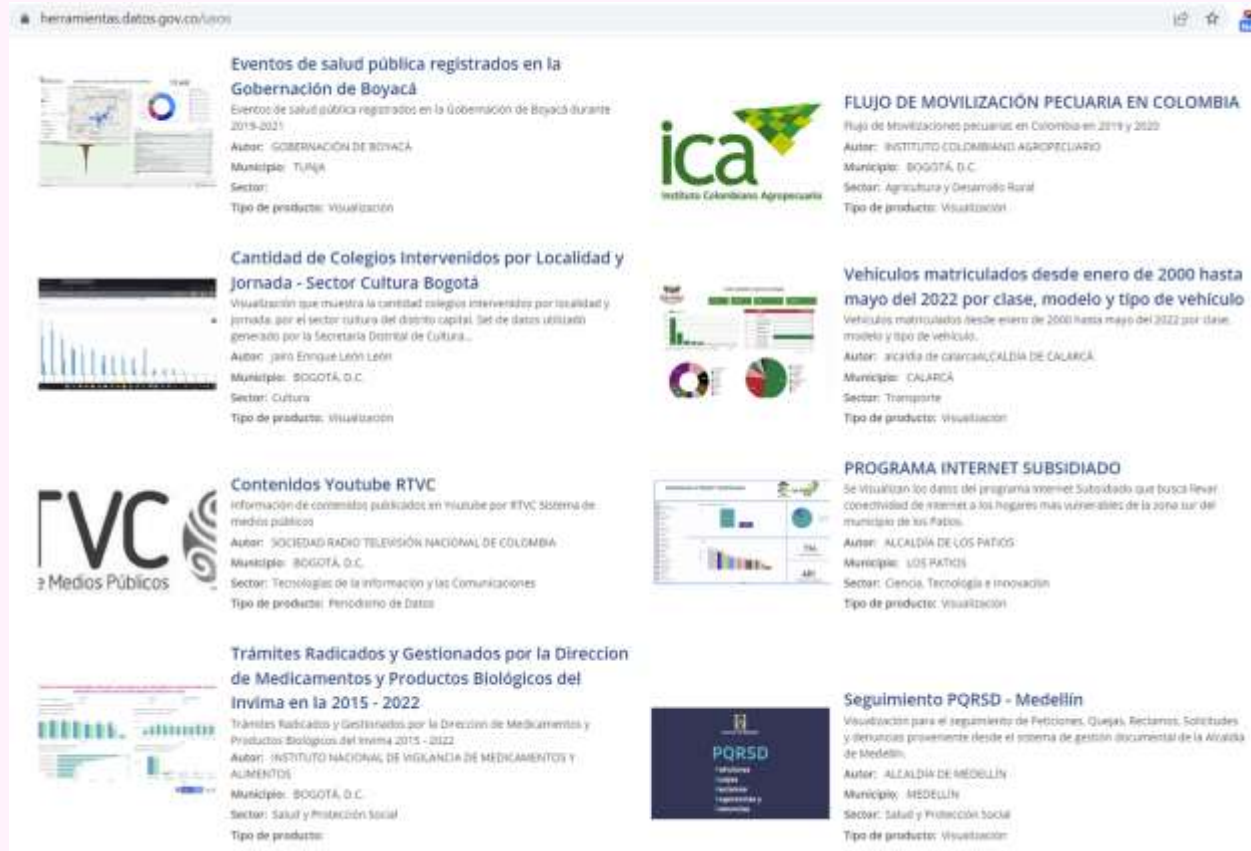 herramientas.datos.gov.co/usos
Eventos de salud pública registrados en la
Gobernación de Boyacá
Eventos de salud pública registrados en la Gobernación de Boyacá durante
2019-2021
Autor: GOBERNACIÓN DE BOYACÁ
Municipio: TUNJA
Sector:
Tipo de producto: Visualización
Cantidad de Colegios Intervenidos por Localidad y
Jornada - Sector Cultura Bogotá
Visualización que muestra la cantidad colegios intervenidos por localidad y
jornada, por el sector cultura del distrito capital. Set de datos utilizado
generado por la Secretaría Distrital de Cultura...
Autor: Jairo Enrique León León
Municipio: BOGOTÁ, D.C.
Sector: Cultura
Tipo de producto: Visualización
TVC
e Medios Públicos
Contenidos Youtube RTVC
Información de contenidos publicados en Youtube por RTVC Sistema de
medios públicos
Autor: SOCIEDAD RADIO TELEVISIÓN NACIONAL DE COLOMBIA
Municipio: BOGOTÁ, D.C.
Sector: Tecnologías de la Información y las Comunicaciones
Tipo de producto: Periodismo de Datos
Trámites Radicados y Gestionados por la Direccion
de Medicamentos y Productos Biológicos del
Invima en la 2015 - 2022
Trámites Radicados y Gestionados por la Direccion de Medicamentos y
Productos Biológicos del Invima 2015 - 2022
Autor: INSTITUTO NACIONAL DE VIGILANCIA DE MEDICAMENTOS Y
ALIMENTOS
Municipio: BOGOTÁ, D.C.
Sector: Salud y Protección Social
Tipo de producto:
ica
Instituto Colombiano Agropecuario
FLUJO DE MOVILIZACIÓN PECUARIA EN COLOMBIA
Flujo de Movilizaciones pecuarias en Colombia en 2019 y 2020
Autor: INSTITUTO COLOMBIANO AGROPECUARIO
Municipio: BOGOTÁ, D.C.
Sector: Agricultura y Desarrollo Rural
Tipo de producto: Visualización
Vehículos matriculados desde enero de 2000 hasta
mayo del 2022 por clase, modelo y tipo de vehículo
Vehículos matriculados desde enero de 2000 hasta mayo del 2022 por clase,
modelo y tipo de vehículo.
Autor: alcaldia de calarcaALCALDÍA DE CALARCÁ
Municipio: CALARCÁ
Sector: Transporte
Tipo de producto: Visualización
PROGRAMA INTERNET SUBSIDIADO
Se visualizan los datos del programa Internet Subsidiado que busca llevar
conectividad de internet a los hogares mas vulnerables de la zona sur del
municipio de los Patios.
Autor: ALCALDÍA DE LOS PATIOS
Municipio: LOS PATIOS
Sector: Ciencia, Tecnología e Innovación
Tipo de producto: Visualización
PQRSD
Seguimiento PQRSD - Medellín
Visualización para el seguimiento de Peticiones, Quejas, Reclamos, Solicitudes
y denuncias proveniente desde el sistema de gestión documental de la Alcaldía
de Medellín.
Autor: ALCALDÍA DE MEDELLÍN
Municipio: MEDELLÍN
Sector: Salud y Protección Social
Tipo de producto: Visualización